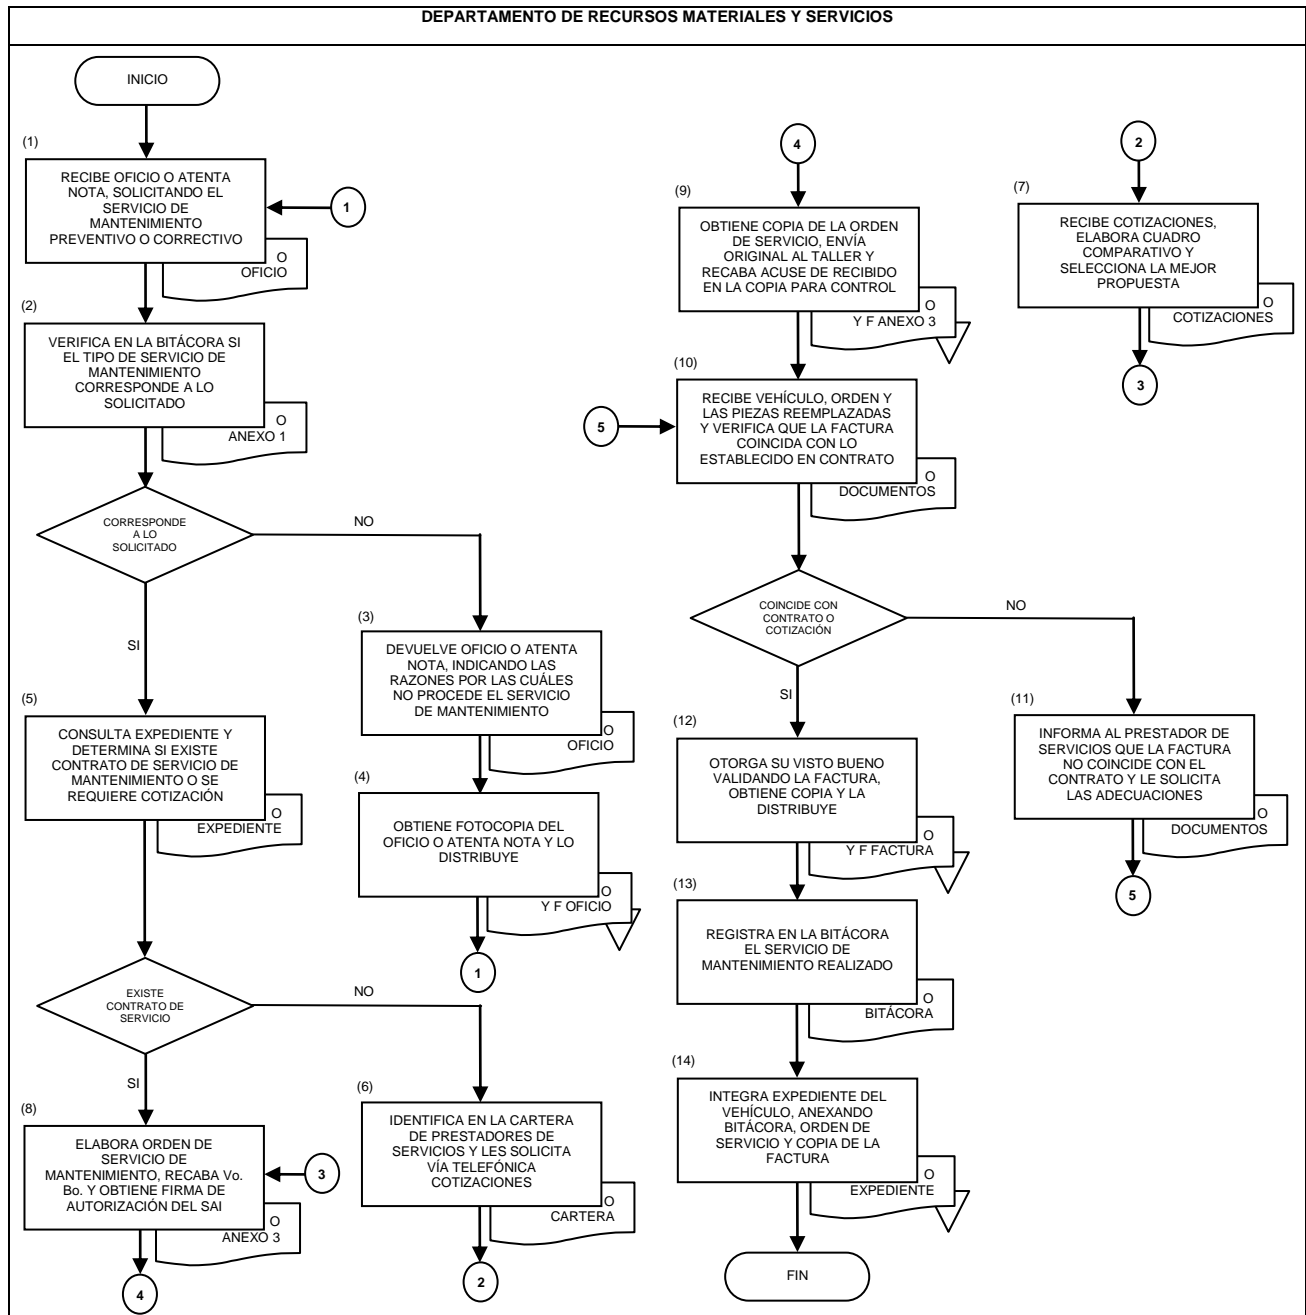 DEPARTAMENTO DE RECURSOS MATERIALES Y SERVICIOS
INICIO
(1)
RECIBE OFICIO O ATENTA
NOTA, SOLICITANDO EL
SERVICIO DE
MANTENIMIENTO
PREVENTIVO O CORRECTIVO
1
O
OFICIO
(2)
VERIFICA EN LA BITÁCORA SI
EL TIPO DE SERVICIO DE
MANTENIMIENTO
CORRESPONDE A LO
SOLICITADO
O
ANEXO 1
CORRESPONDE
A LO
SOLICITADO
NO
SI
(3)
DEVUELVE OFICIO O ATENTA
NOTA, INDICANDO LAS
RAZONES POR LAS CUÁLES
NO PROCEDE EL SERVICIO
DE MANTENIMIENTO
O
OFICIO
(4)
OBTIENE FOTOCOPIA DEL
OFICIO O ATENTA NOTA Y LO
DISTRIBUYE
O
Y F OFICIO
1
(5)
CONSULTA EXPEDIENTE Y
DETERMINA SI EXISTE
CONTRATO DE SERVICIO DE
MANTENIMIENTO O SE
REQUIERE COTIZACIÓN
O
EXPEDIENTE
EXISTE
CONTRATO DE
SERVICIO
NO
SI
(6)
IDENTIFICA EN LA CARTERA
DE PRESTADORES DE
SERVICIOS Y LES SOLICITA
VÍA TELEFÓNICA
COTIZACIONES
O
CARTERA
2
(8)
ELABORA ORDEN DE
SERVICIO DE
MANTENIMIENTO, RECABA Vo.
Bo. Y OBTIENE FIRMA DE
AUTORIZACIÓN DEL SAI
3
O
ANEXO 3
4
4
(9)
OBTIENE COPIA DE LA ORDEN
DE SERVICIO, ENVÍA
ORIGINAL AL TALLER Y
RECABA ACUSE DE RECIBIDO
EN LA COPIA PARA CONTROL
O
Y F ANEXO 3
(10)
RECIBE VEHÍCULO, ORDEN Y
LAS PIEZAS REEMPLAZADAS
Y VERIFICA QUE LA FACTURA
COINCIDA CON LO
ESTABLECIDO EN CONTRATO
5
O
DOCUMENTOS
COINCIDE CON
CONTRATO O
COTIZACIÓN
NO
SI
(12)
OTORGA SU VISTO BUENO
VALIDANDO LA FACTURA,
OBTIENE COPIA Y LA
DISTRIBUYE
O
Y F FACTURA
(13)
REGISTRA EN LA BITÁCORA
EL SERVICIO DE
MANTENIMIENTO REALIZADO
O
BITÁCORA
(14)
INTEGRA EXPEDIENTE DEL
VEHÍCULO, ANEXANDO
BITÁCORA, ORDEN DE
SERVICIO Y COPIA DE LA
FACTURA
O
EXPEDIENTE
FIN
2
(7)
RECIBE COTIZACIONES,
ELABORA CUADRO
COMPARATIVO Y
SELECCIONA LA MEJOR
PROPUESTA
O
COTIZACIONES
3
(11)
INFORMA AL PRESTADOR DE
SERVICIOS QUE LA FACTURA
NO COINCIDE CON EL
CONTRATO Y LE SOLICITA
LAS ADECUACIONES
O
DOCUMENTOS
5